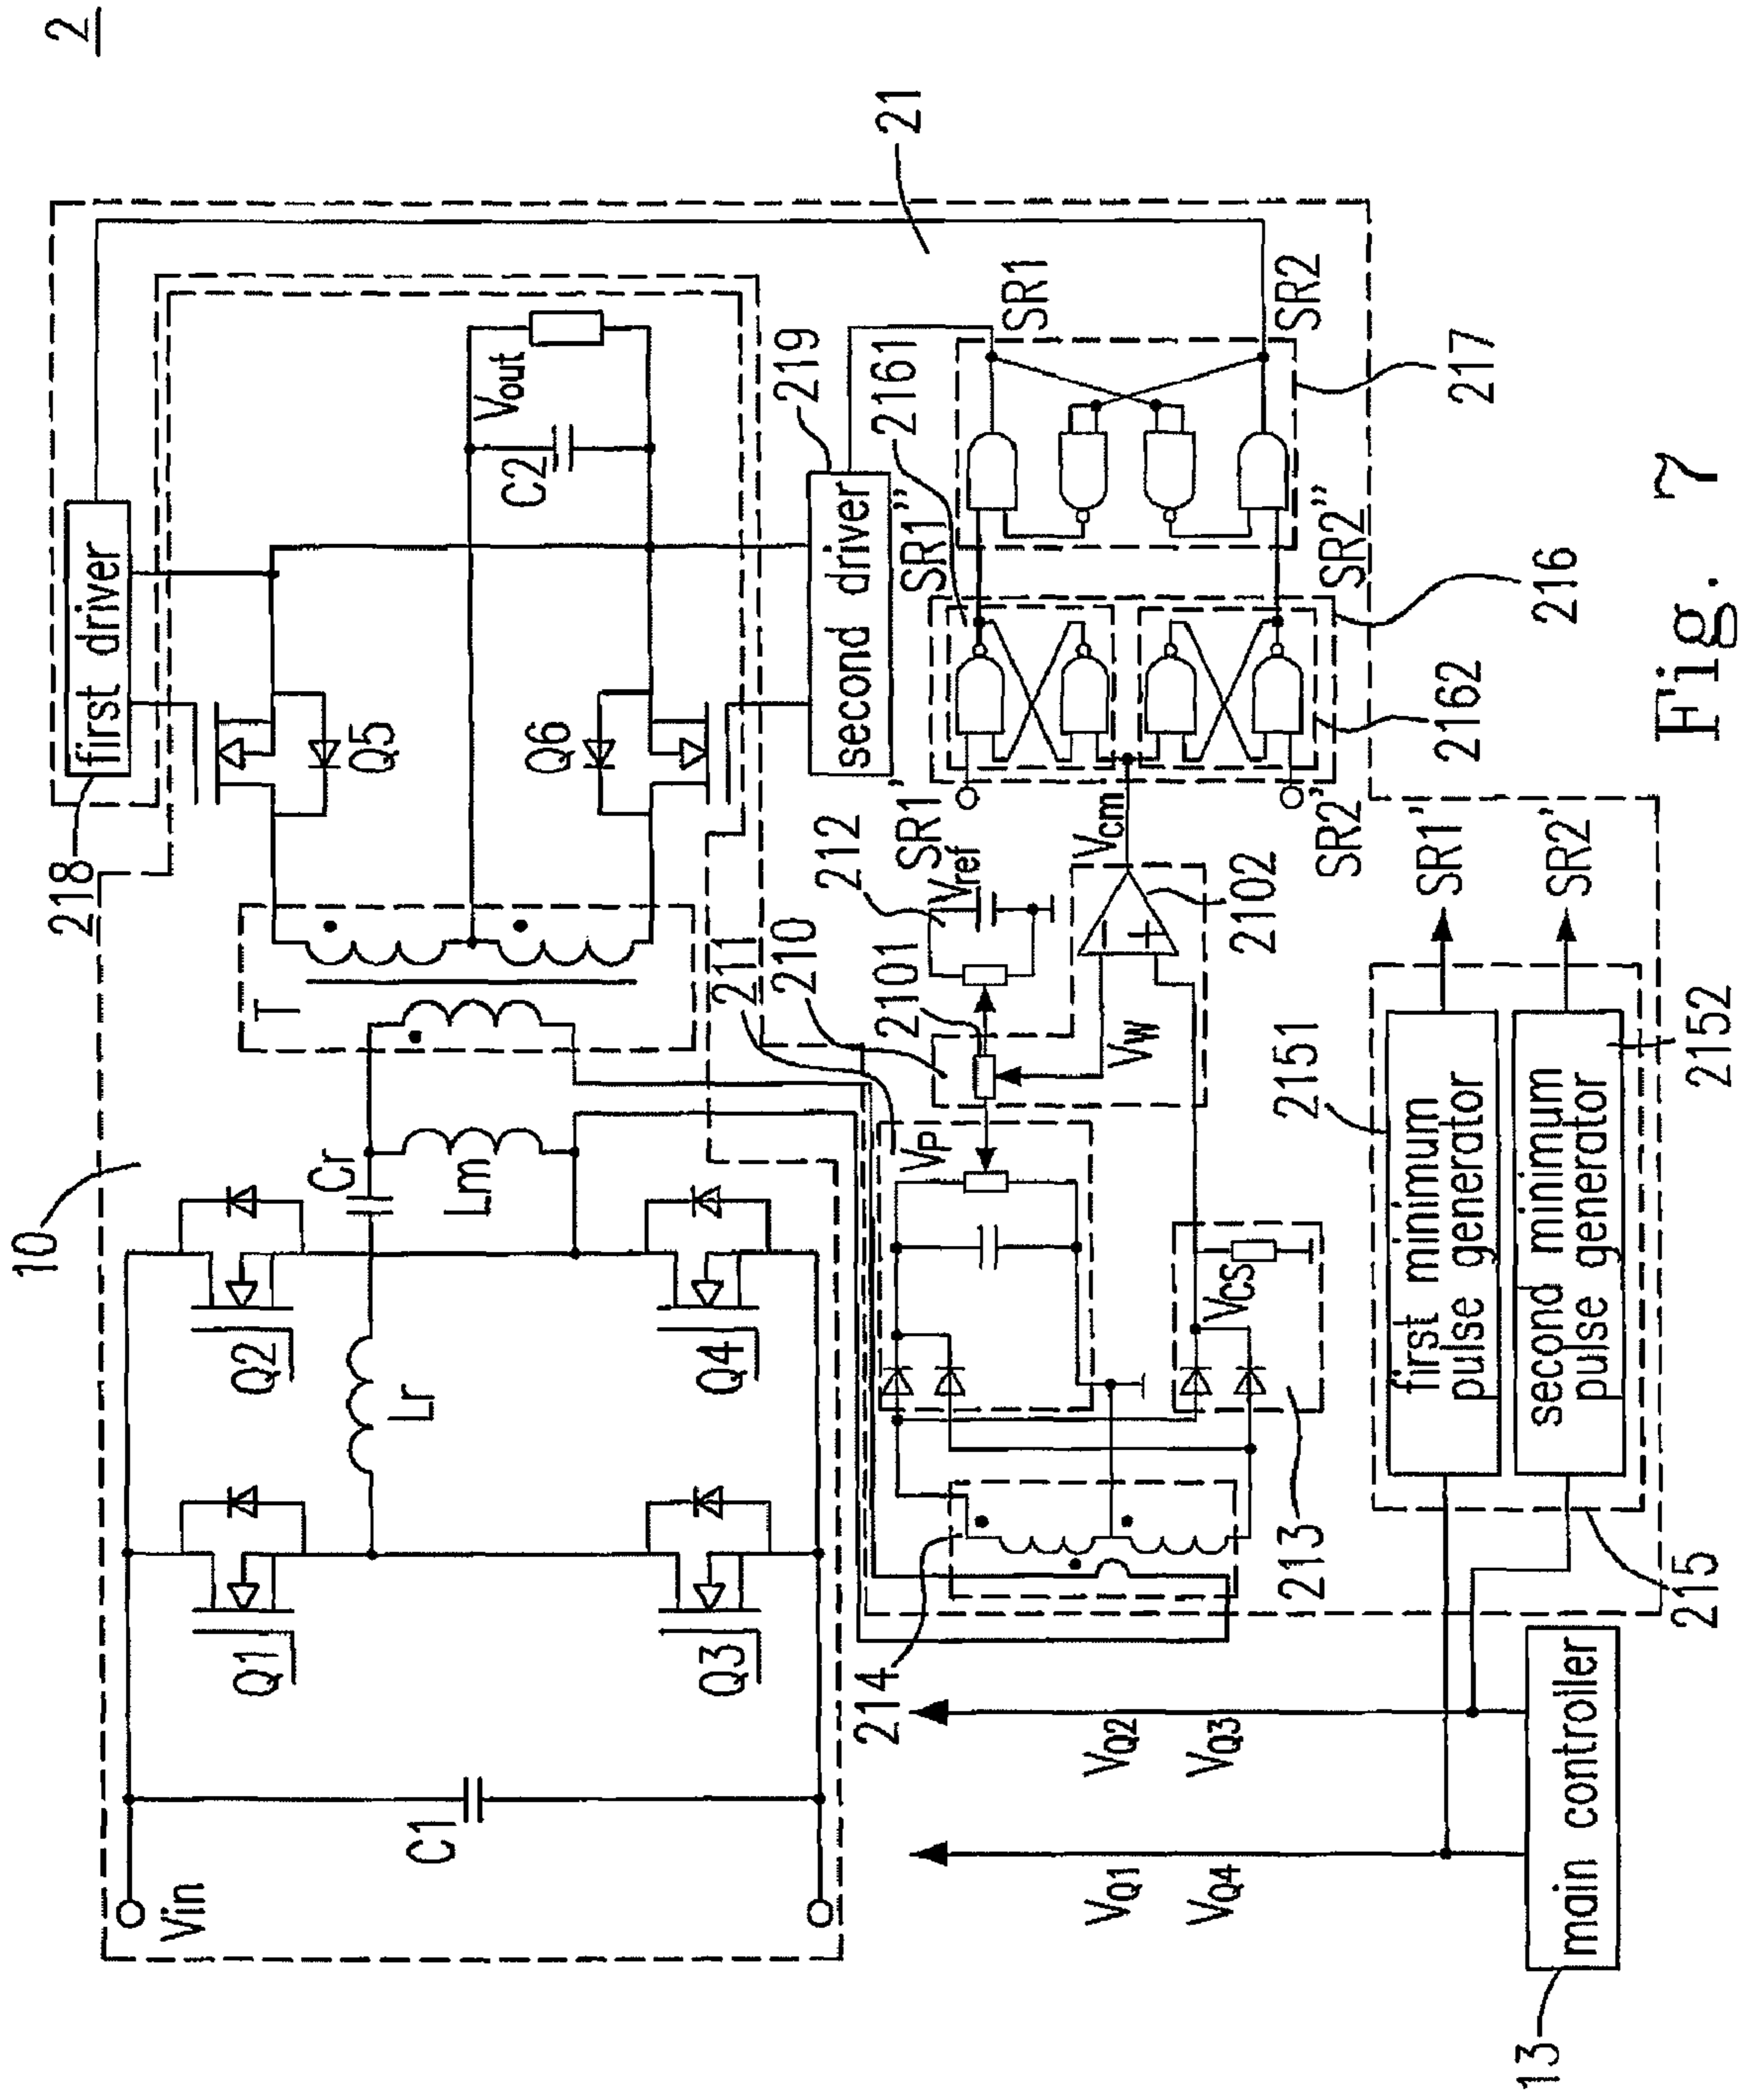 2
10
218
first driver
Q5
Q6
Vout
C2
T
Cr
Lm
Lr
Q1
Q2
Q3
Q4
C1
Vin
21
219
second driver
2161
SR1
SR2
217
SR1''
SR2''
216
2162
SR1'
SR2'
212
Vref
Vcm
2102
210
211
2101
VW
VP
VCS
213
214
2151
first minimum
pulse generator
SR1'
2152
second minimum
pulse generator
SR2'
215
VQ2
VQ3
VQ1
VQ4
main controller
13
Fig. 7